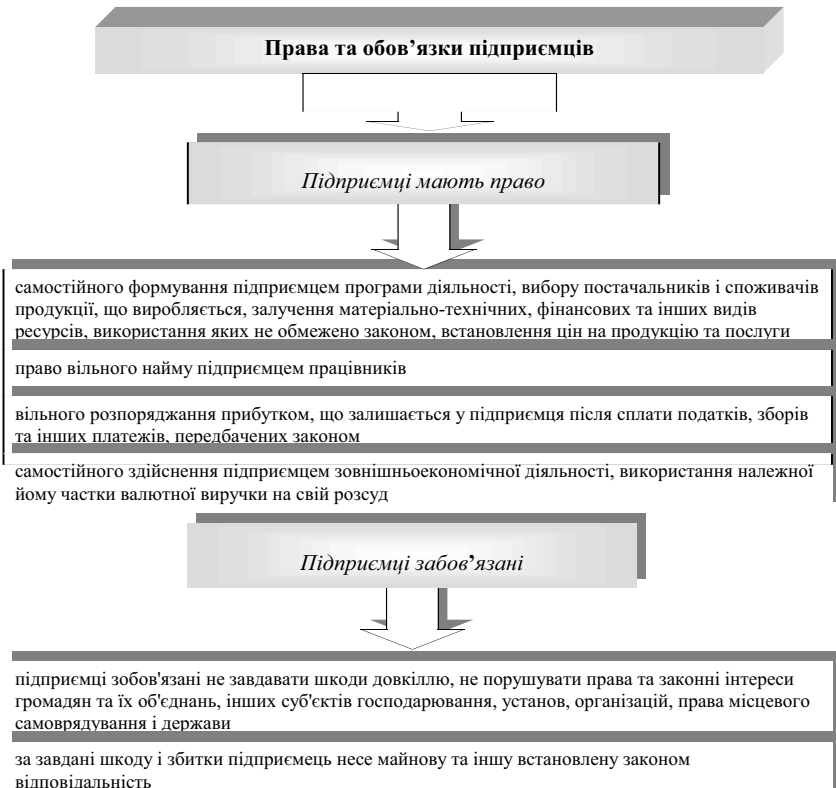 Права та обов’язки підприємців
Підприємці мають право
самостійного формування підприємцем програми діяльності, вибору постачальників і споживачів
продукції, що виробляється, залучення матеріально-технічних, фінансових та інших видів
ресурсів, використання яких не обмежено законом, встановлення цін на продукцію та послуги
право вільного найму підприємцем працівників
вільного розпоряджання прибутком, що залишається у підприємця після сплати податків, зборів
та інших платежів, передбачених законом
самостійного здійснення підприємцем зовнішньоекономічної діяльності, використання належної
йому частки валютної виручки на свій розсуд
Підприємці забов’язані
підприємці зобов'язані не завдавати шкоди довкіллю, не порушувати права та законні інтереси
громадян та їх об'єднань, інших суб'єктів господарювання, установ, організацій, права місцевого
самоврядування і держави
за завдані шкоду і збитки підприємець несе майнову та іншу встановлену законом
відповідальність